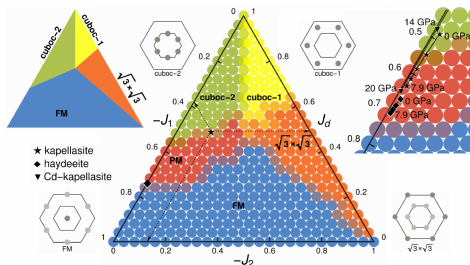 cuboc−2
cuboc−1
√3×√3
FM
cuboc−2
cuboc−1
0
0.2
0.4
0.6
0.8
1
−J₁
0
0.2
0.4
0.6
0.8
1
J_d
cuboc−2
cuboc−1
√3×√3
PM
FM
0
0.2
0.4
0.6
0.8
1
0
−J₂
kapellasite
haydeeite
Cd−kapellasite
FM
√3×√3
14 GPa
0.5
0 GPa
0.6
20 GPa
7.9 GPa
0.7
0 GPa
7.9 GPa
0.8